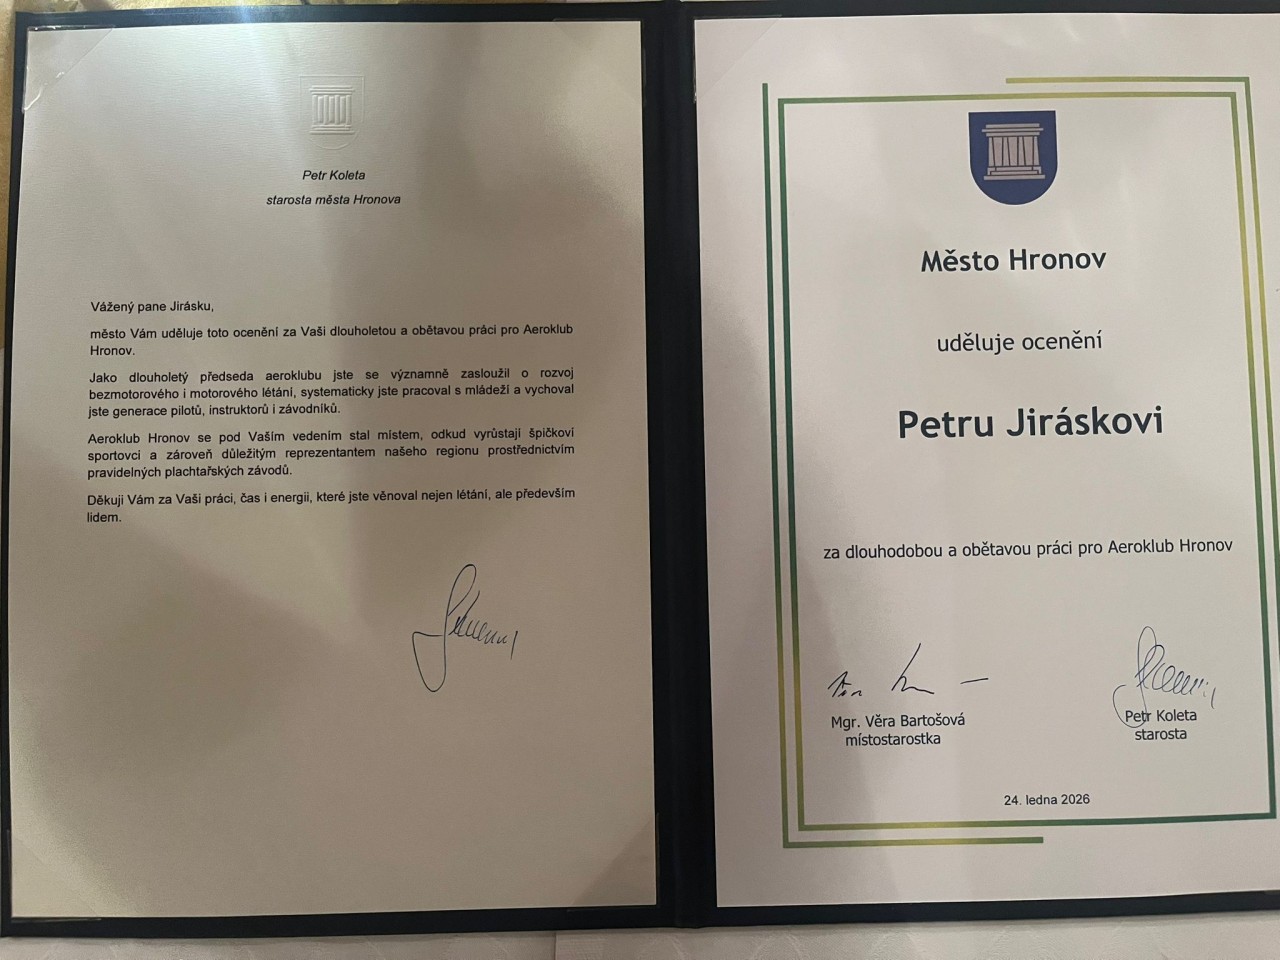 Petr Koleta
starosta města Hronova
Vážený pane Jirásku,
město Vám uděluje toto ocenění za Vaši dlouholetou a obětavou práci pro Aeroklub
Hronov.
Jako dlouholetý předseda aeroklubu jste se významně zasloužil o rozvoj
bezmotorového i motorového létání, systematicky jste pracoval s mládeží a vychoval
jste generace pilotů, instruktorů i závodníků.
Aeroklub Hronov se pod Vaším vedením stal místem, odkud vyrůstají špičkoví
sportovci a zároveň důležitým reprezentantem našeho regionu prostřednictvím
pravidelných plachtařských závodů.
Děkuji Vám za Vaši práci, čas i energii, které jste věnoval nejen létání, ale především
lidem.
Město Hronov
uděluje ocenění
Petru Jiráskovi
za dlouhodobou a obětavou práci pro Aeroklub Hronov
Mgr. Věra Bartošová
místostarostka
Petr Koleta
starosta
24. ledna 2026